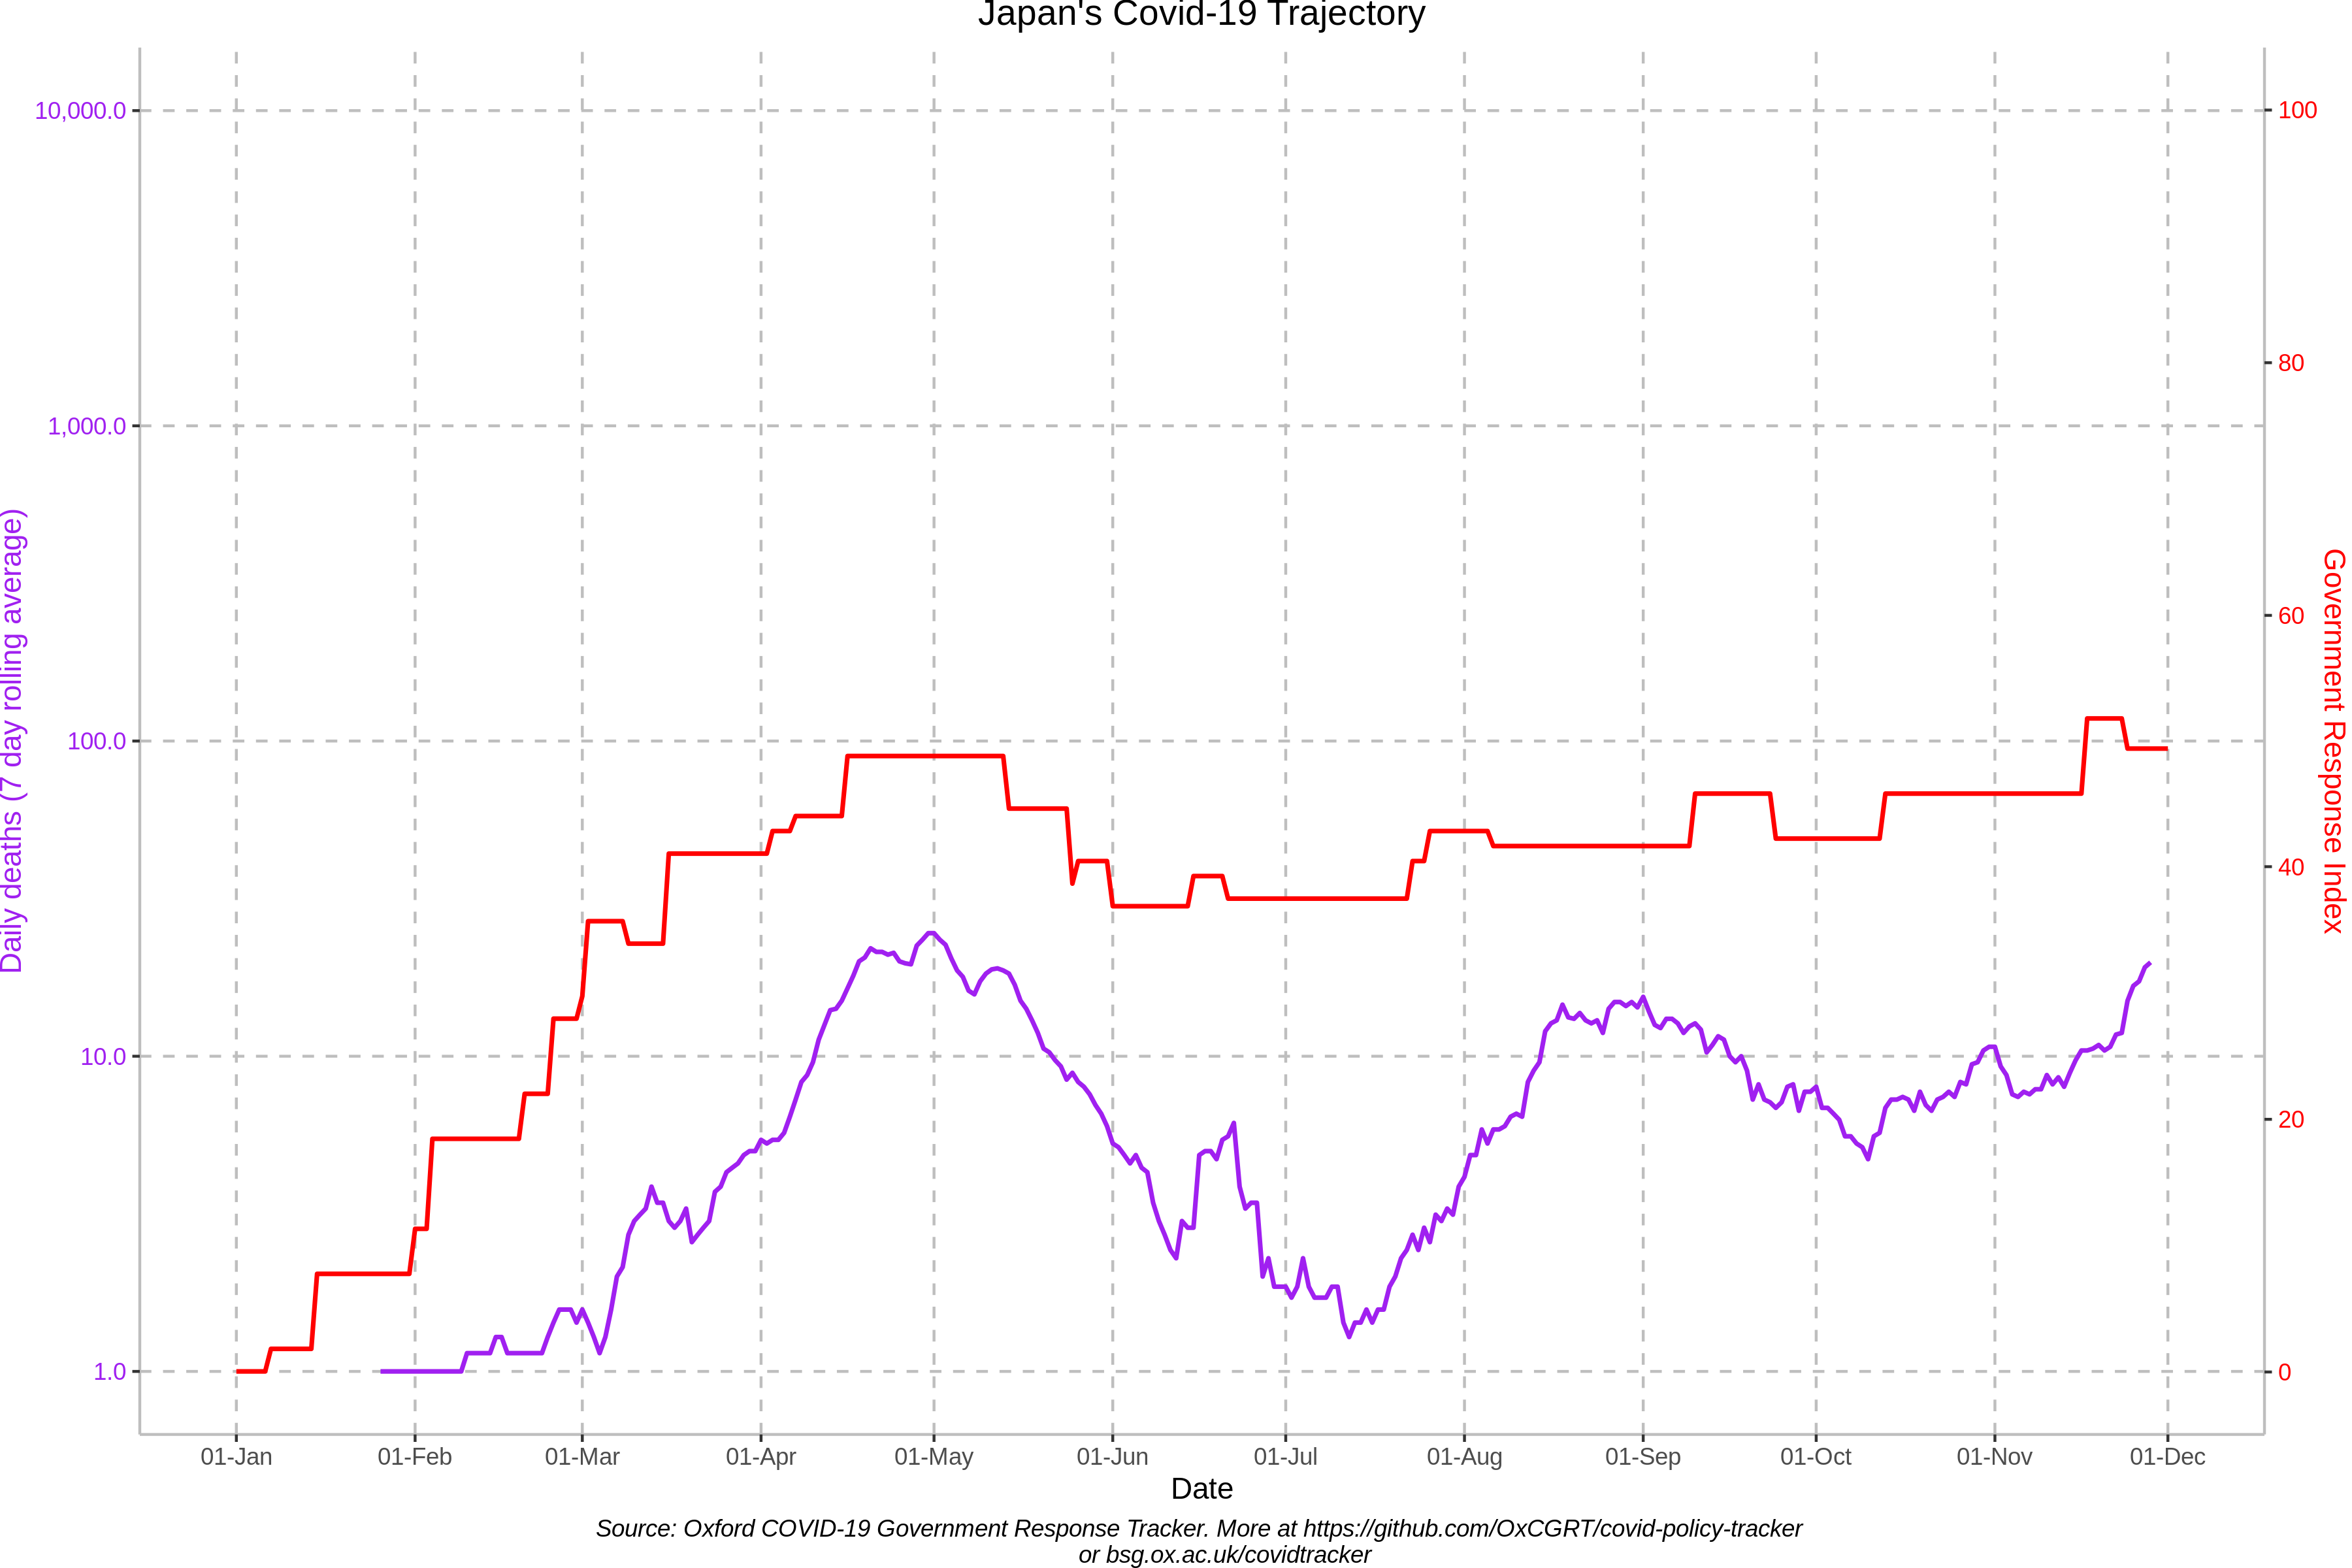 Japan's Covid-19 Trajectory
Daily deaths (7 day rolling average)
10,000.0
1,000.0
100.0
10.0
1.0
100
80
60
40
20
0
Government Response Index
01-Jan 01-Feb 01-Mar 01-Apr 01-May 01-Jun 01-Jul 01-Aug 01-Sep 01-Oct 01-Nov 01-Dec
Date
Source: Oxford COVID-19 Government Response Tracker. More at https://github.com/OxCGRT/covid-policy-tracker
or bsg.ox.ac.uk/covidtracker